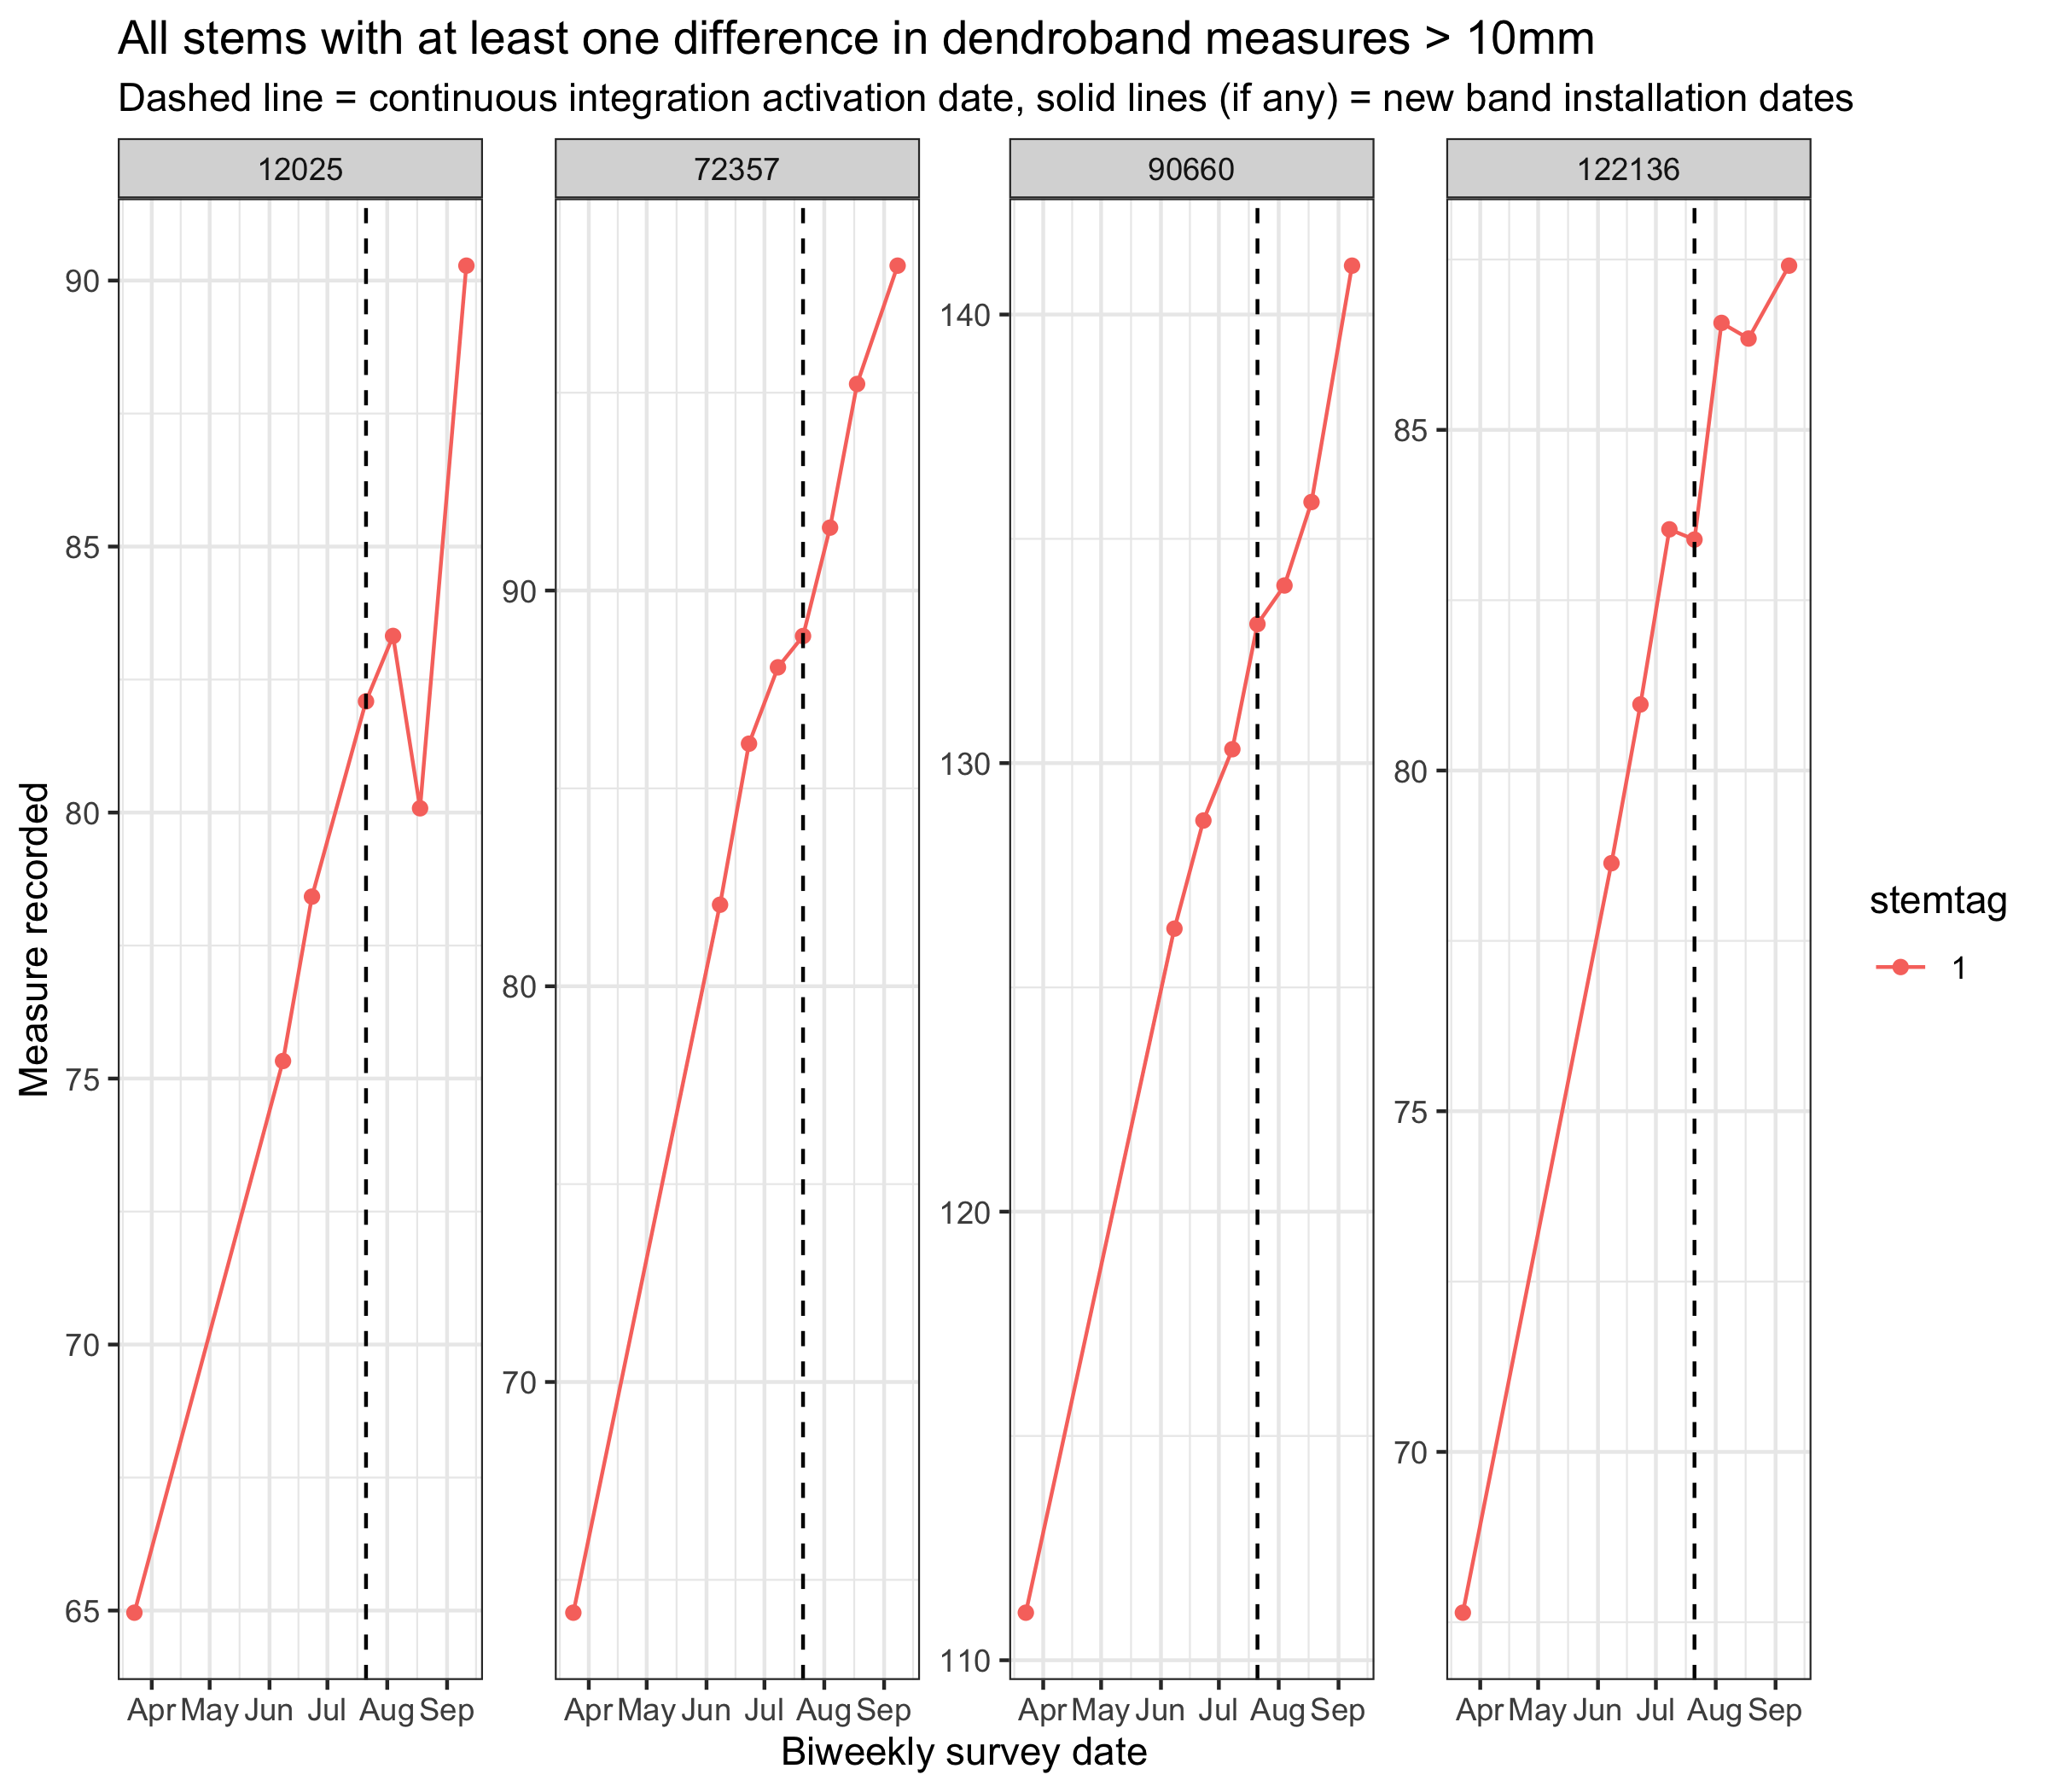 All stems with at least one difference in dendroband measures > 10mm
Dashed line = continuous integration activation date, solid lines (if any) = new band installation dates
12025
72357
90660
122136
Measure recorded
90
85
80
75
70
65
90
80
70
140
130
120
110
85
80
75
70
Apr May Jun Jul Aug Sep
Apr May Jun Jul Aug Sep
Apr May Jun Jul Aug Sep
Apr May Jun Jul Aug Sep
Biweekly survey date
stemtag
1